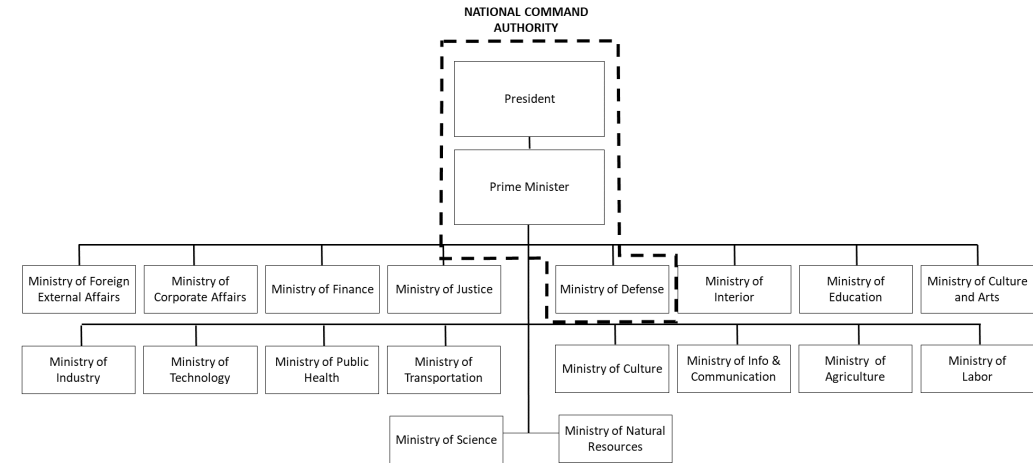 NATIONAL COMMAND
AUTHORITY
President
Prime Minister
Ministry of Foreign
External Affairs
Ministry of
Corporate Affairs
Ministry of Finance
Ministry of Justice
Ministry of Defense
Ministry of
Interior
Ministry of
Education
Ministry of Culture
and Arts
Ministry of
Industry
Ministry of
Technology
Ministry of Public
Health
Ministry of
Transportation
Ministry of Culture
Ministry of Info &
Communication
Ministry of
Agriculture
Ministry of
Labor
Ministry of Science
Ministry of Natural
Resources